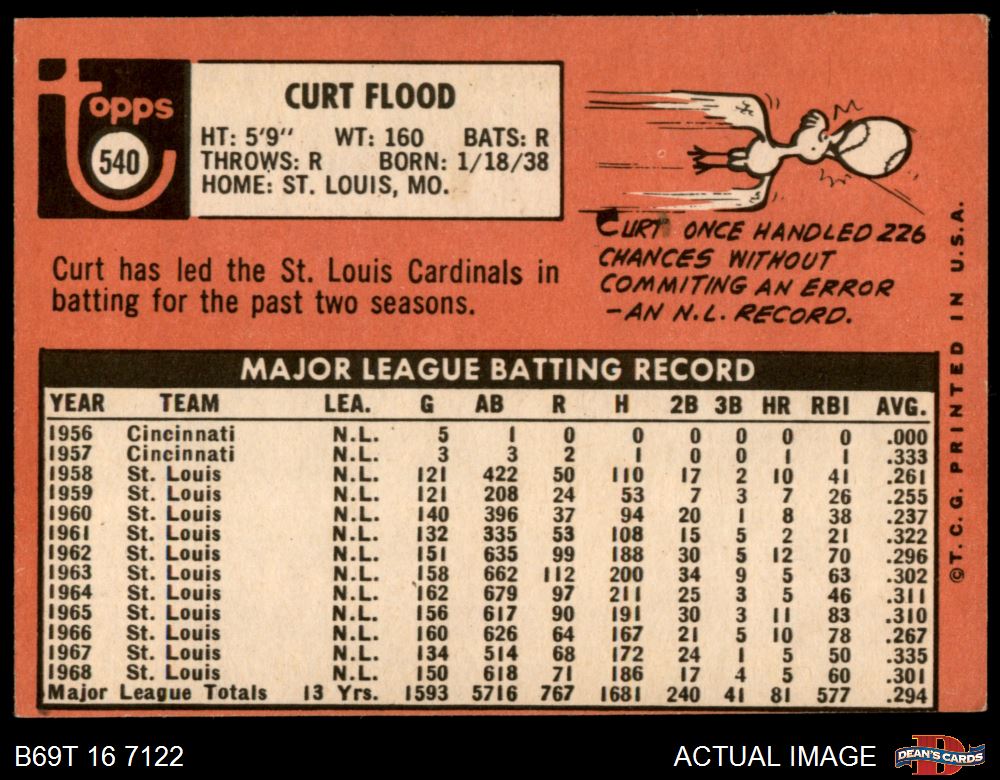 Topps
540
CURT FLOOD
HT: 5'9" WT: 160 BATS: R
THROWS: R BORN: 1/18/38
HOME: ST. LOUIS, MO.
Curt has led the St. Louis Cardinals in
batting for the past two seasons.
CURT ONCE HANDLED 226
CHANCES WITHOUT
COMMITING AN ERROR
-AN N.L. RECORD.
MAJOR LEAGUE BATTING RECORD
YEAR TEAM LEA. G AB R H 2B 3B HR RBI AVG.
1956 Cincinnati N.L. 5 1 0 0 0 0 0 0 .000
1957 Cincinnati N.L. 3 3 2 1 0 0 1 1 .333
1958 St. Louis N.L. 121 422 50 110 17 2 10 41 .261
1959 St. Louis N.L. 121 208 24 53 7 3 7 26 .255
1960 St. Louis N.L. 140 396 37 94 20 1 8 38 .237
1961 St. Louis N.L. 132 335 53 108 15 5 2 21 .322
1962 St. Louis N.L. 151 635 99 188 30 5 12 70 .296
1963 St. Louis N.L. 158 662 112 200 34 9 5 63 .302
1964 St. Louis N.L. 162 679 97 211 25 3 5 46 .311
1965 St. Louis N.L. 156 617 90 191 30 3 11 83 .310
1966 St. Louis N.L. 160 626 64 167 21 5 10 78 .267
1967 St. Louis N.L. 134 514 68 172 24 1 5 50 .335
1968 St. Louis N.L. 150 618 71 186 17 4 5 60 .301
Major League Totals 13 Yrs. 1593 5716 767 1681 240 41 81 577 .294
©T.C.G. PRINTED IN U.S.A.
B69T 16 7122
ACTUAL IMAGE
DEAN'S CARDS